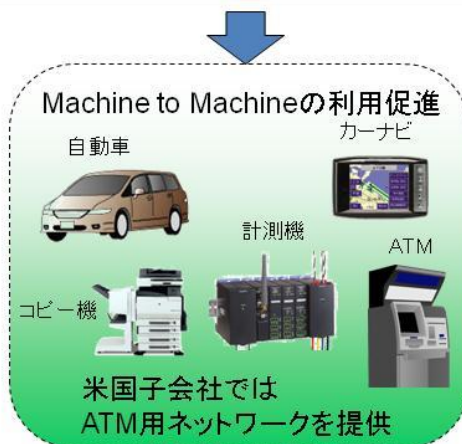 Machine to Machineの利用促進
自動車
カーナビ
計測機
ATM
コピー機
米国子会社では
ATM用ネットワークを提供